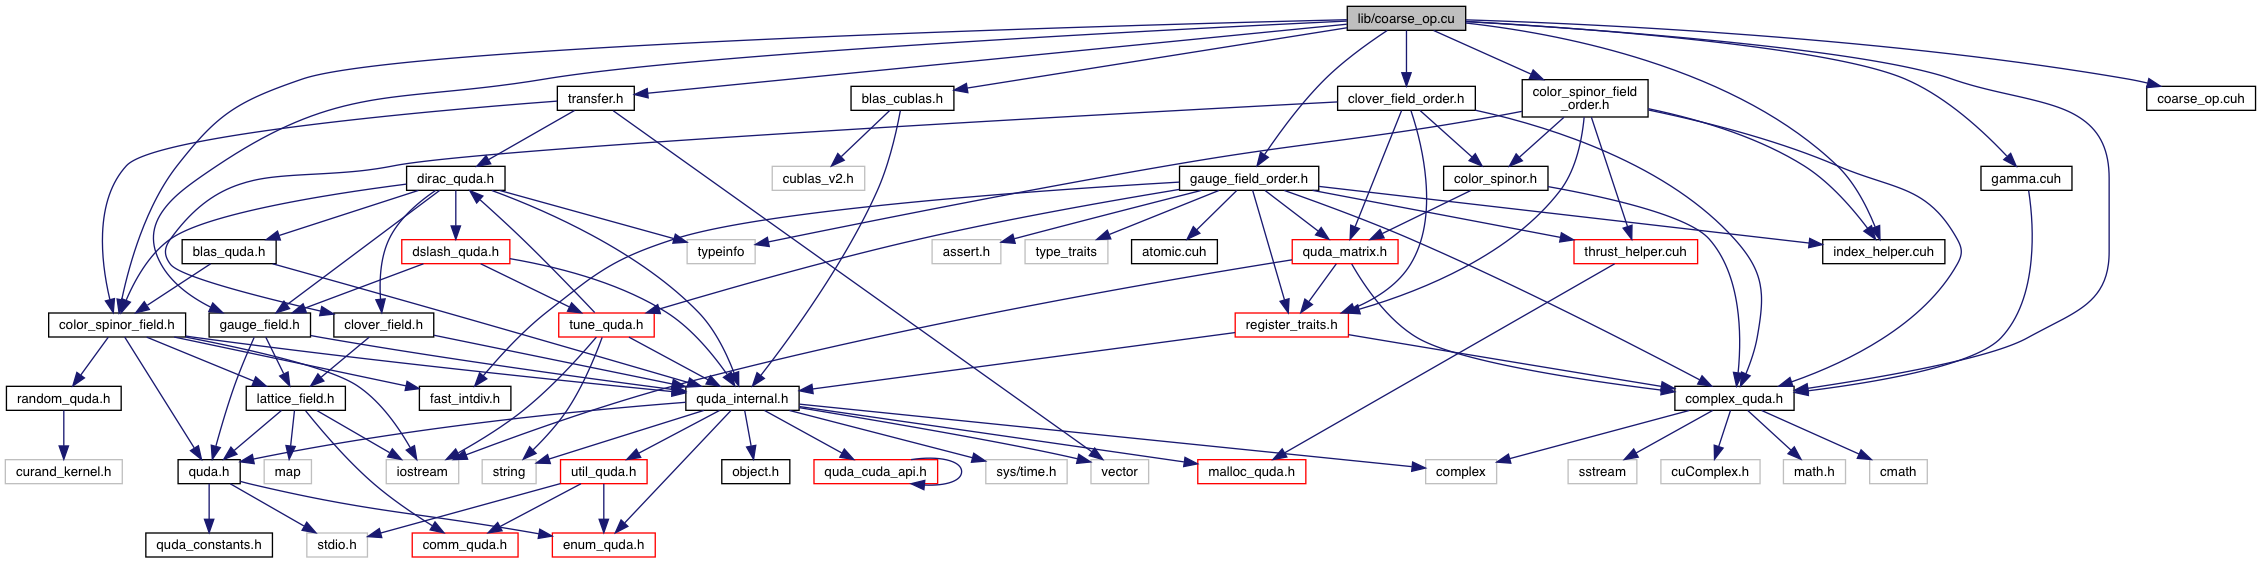 lib/coarse_op.cu
transfer.h
blas_cublas.h
clover_field_order.h
color_spinor_field
_order.h
coarse_op.cuh
cublas_v2.h
dirac_quda.h
gauge_field_order.h
color_spinor.h
gamma.cuh
blas_quda.h
dslash_quda.h
typeinfo
assert.h
type_traits
atomic.cuh
quda_matrix.h
thrust_helper.cuh
index_helper.cuh
color_spinor_field.h
gauge_field.h
clover_field.h
tune_quda.h
register_traits.h
random_quda.h
lattice_field.h
fast_intdiv.h
quda_internal.h
complex_quda.h
curand_kernel.h
quda.h
map
iostream
string
util_quda.h
object.h
quda_cuda_api.h
sys/time.h
vector
malloc_quda.h
complex
sstream
cuComplex.h
math.h
cmath
quda_constants.h
stdio.h
comm_quda.h
enum_quda.h